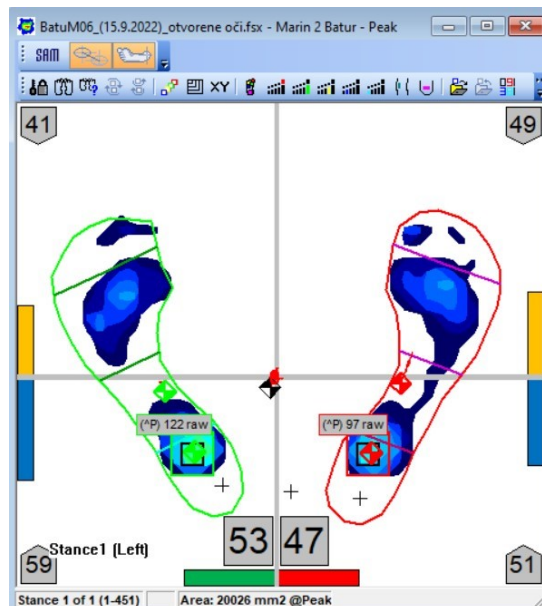 BatuM06_(15.9.2022)_otvorene oči.fsx - Marin 2 Batur - Peak
SAM
XY
41
49
(^P) 122 raw
(^P) 97 raw
53 47
Stance1 (Left)
59
51
Stance 1 of 1 (1-451) Area: 20026 mm2 @Peak